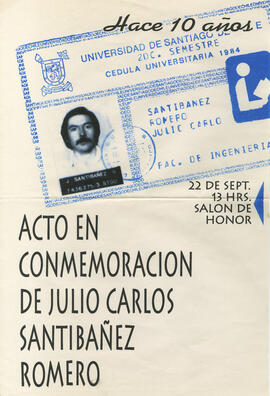 Hace 10 años
UNIVERSIDAD DE SANTIAGO DE
2DO. SEMESTRE
CEDULA UNIVERSITARIA 1984
SANTIBAÑEZ
ROMERO
JULIO CARLO
FAC. DE INGENIERIA
J. SANTIBAÑEZ
22 DE SEPT.
13 HRS.
SALON DE
HONOR
ACTO EN
CONMEMORACION
DE JULIO CARLOS
SANTIBAÑEZ
ROMERO